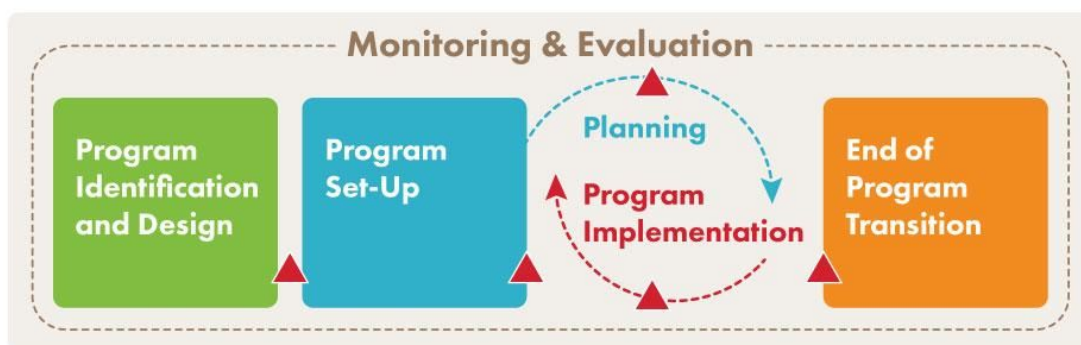 Monitoring & Evaluation
Program
Identification
and Design
Program
Set-Up
Planning
Program
Implementation
End of
Program
Transition